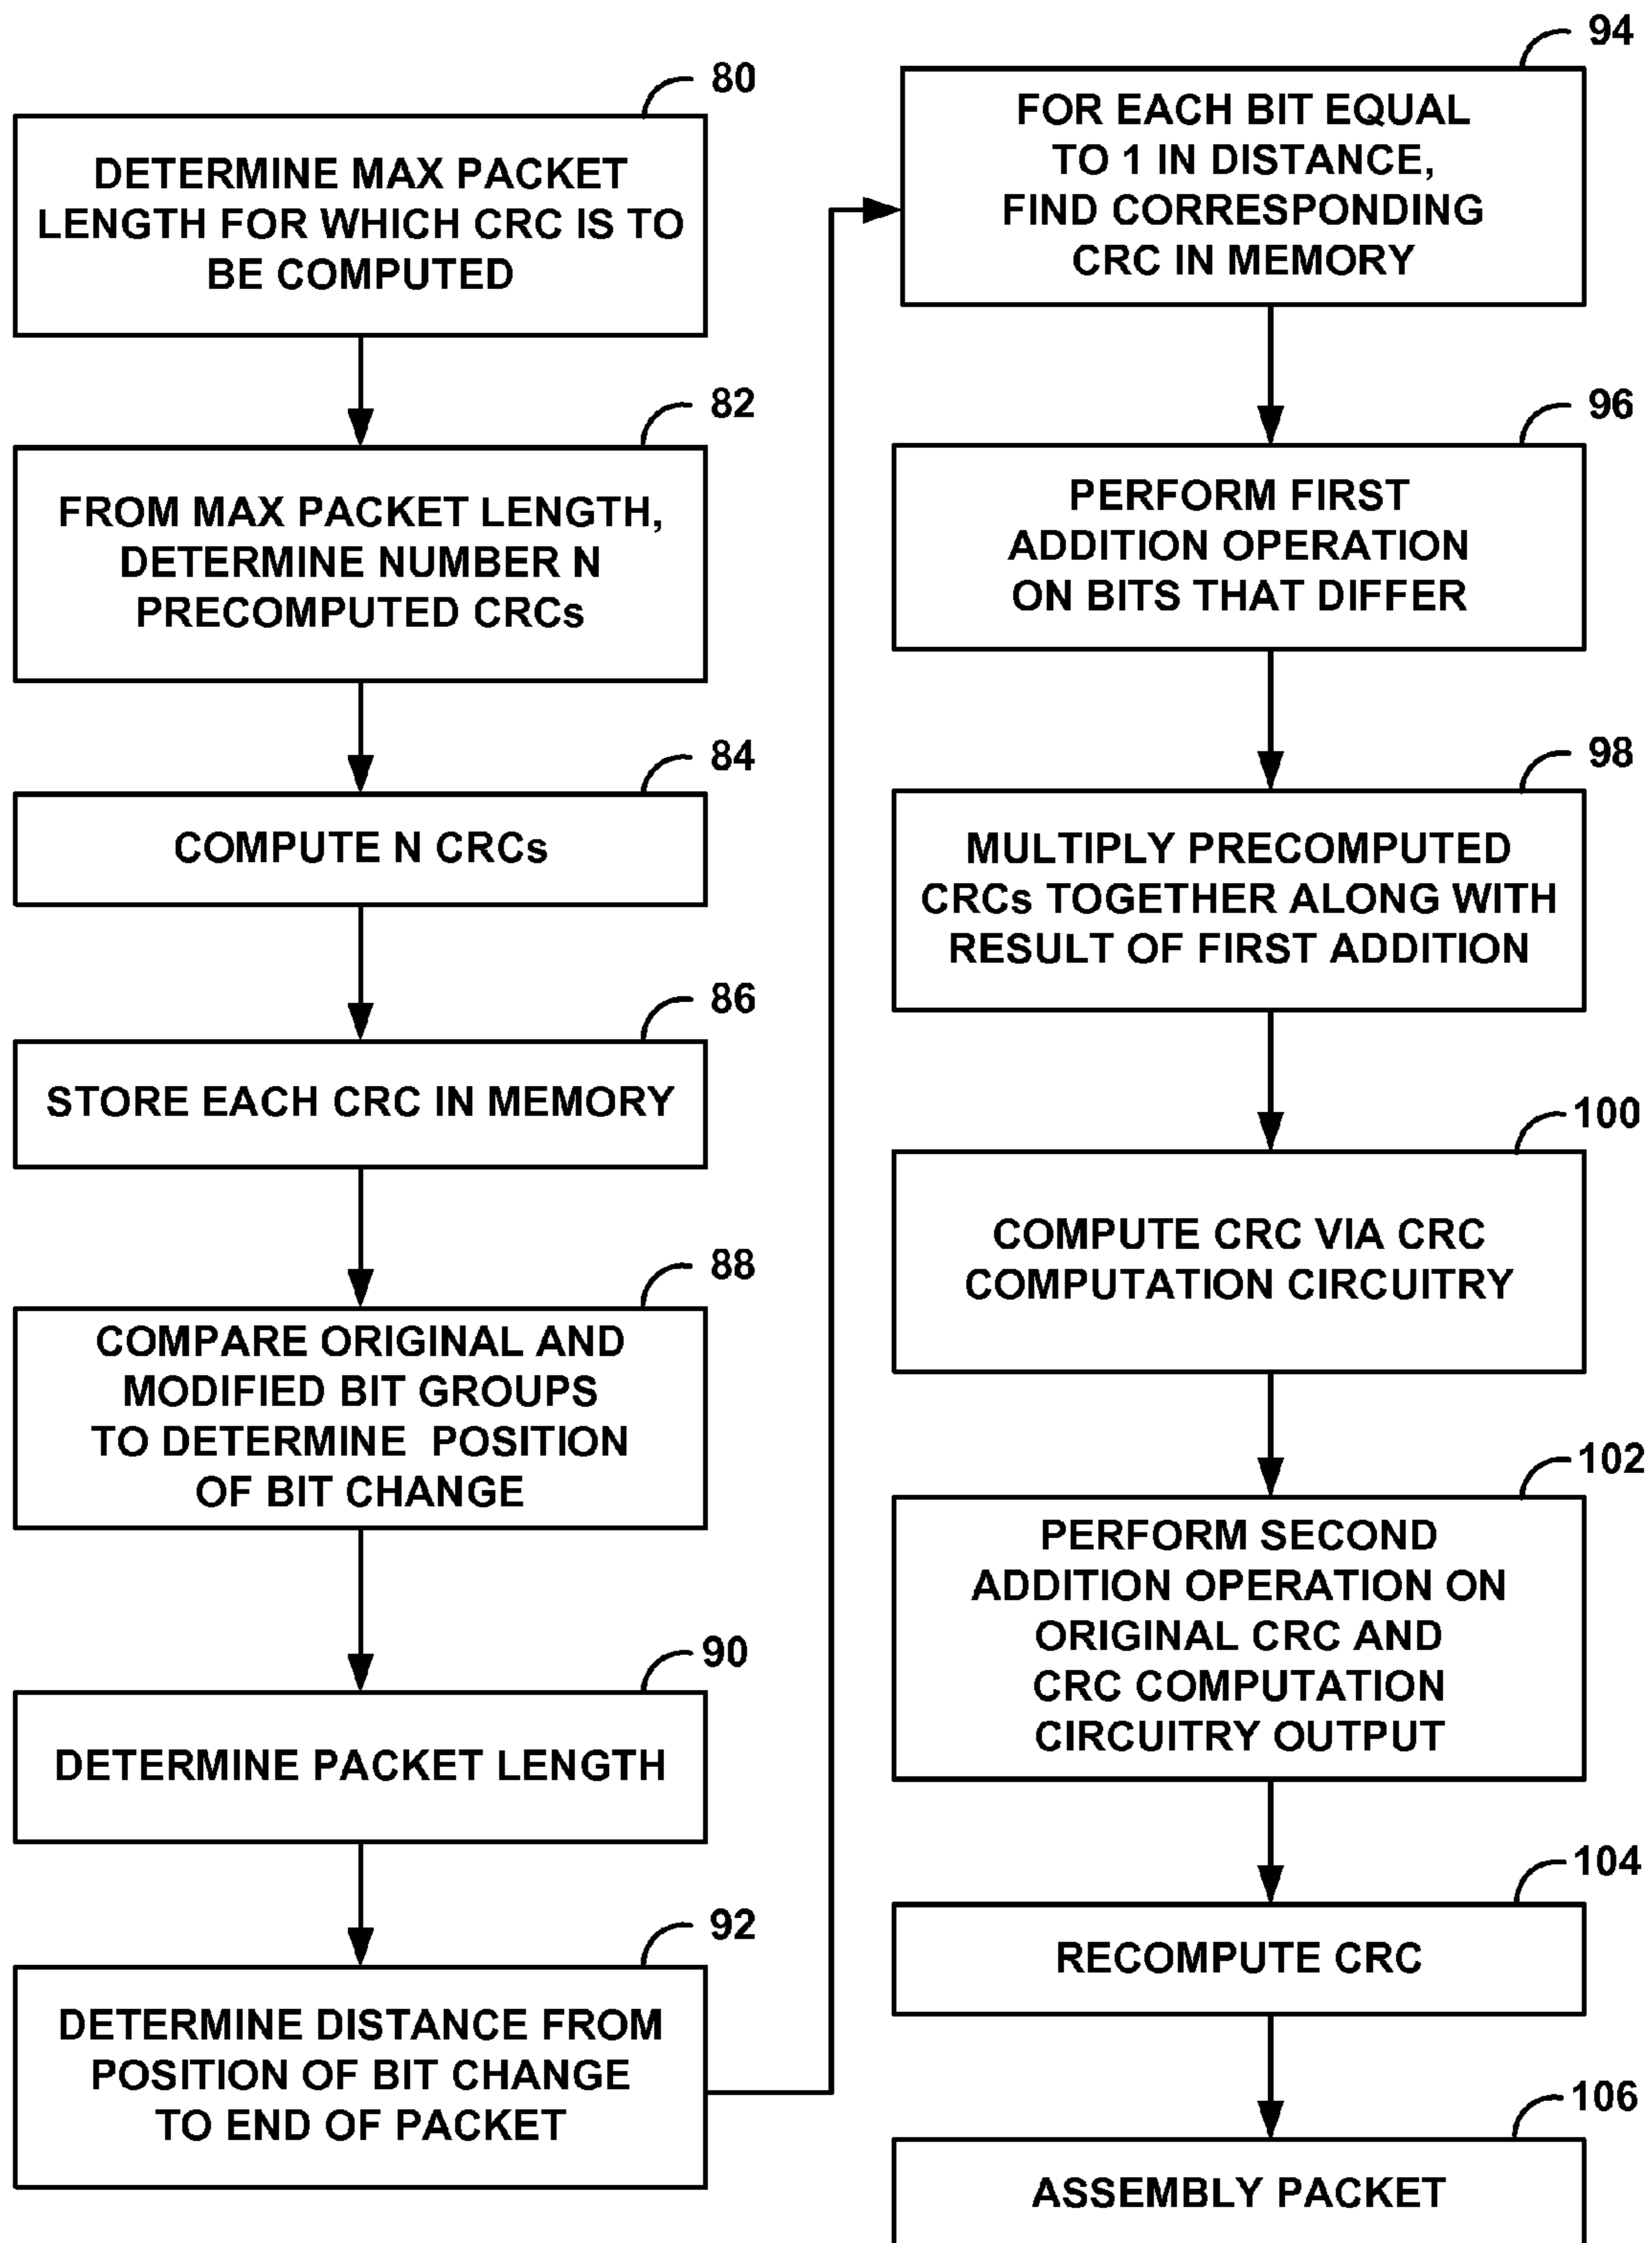 80
DETERMINE MAX PACKET
LENGTH FOR WHICH CRC IS TO
BE COMPUTED
82
FROM MAX PACKET LENGTH,
DETERMINE NUMBER N
PRECOMPUTED CRCs
84
COMPUTE N CRCs
86
STORE EACH CRC IN MEMORY
88
COMPARE ORIGINAL AND
MODIFIED BIT GROUPS
TO DETERMINE POSITION
OF BIT CHANGE
90
DETERMINE PACKET LENGTH
92
DETERMINE DISTANCE FROM
POSITION OF BIT CHANGE
TO END OF PACKET
94
FOR EACH BIT EQUAL
TO 1 IN DISTANCE,
FIND CORRESPONDING
CRC IN MEMORY
96
PERFORM FIRST
ADDITION OPERATION
ON BITS THAT DIFFER
98
MULTIPLY PRECOMPUTED
CRCs TOGETHER ALONG WITH
RESULT OF FIRST ADDITION
100
COMPUTE CRC VIA CRC
COMPUTATION CIRCUITRY
102
PERFORM SECOND
ADDITION OPERATION ON
ORIGINAL CRC AND
CRC COMPUTATION
CIRCUITRY OUTPUT
104
RECOMPUTE CRC
106
ASSEMBLY PACKET